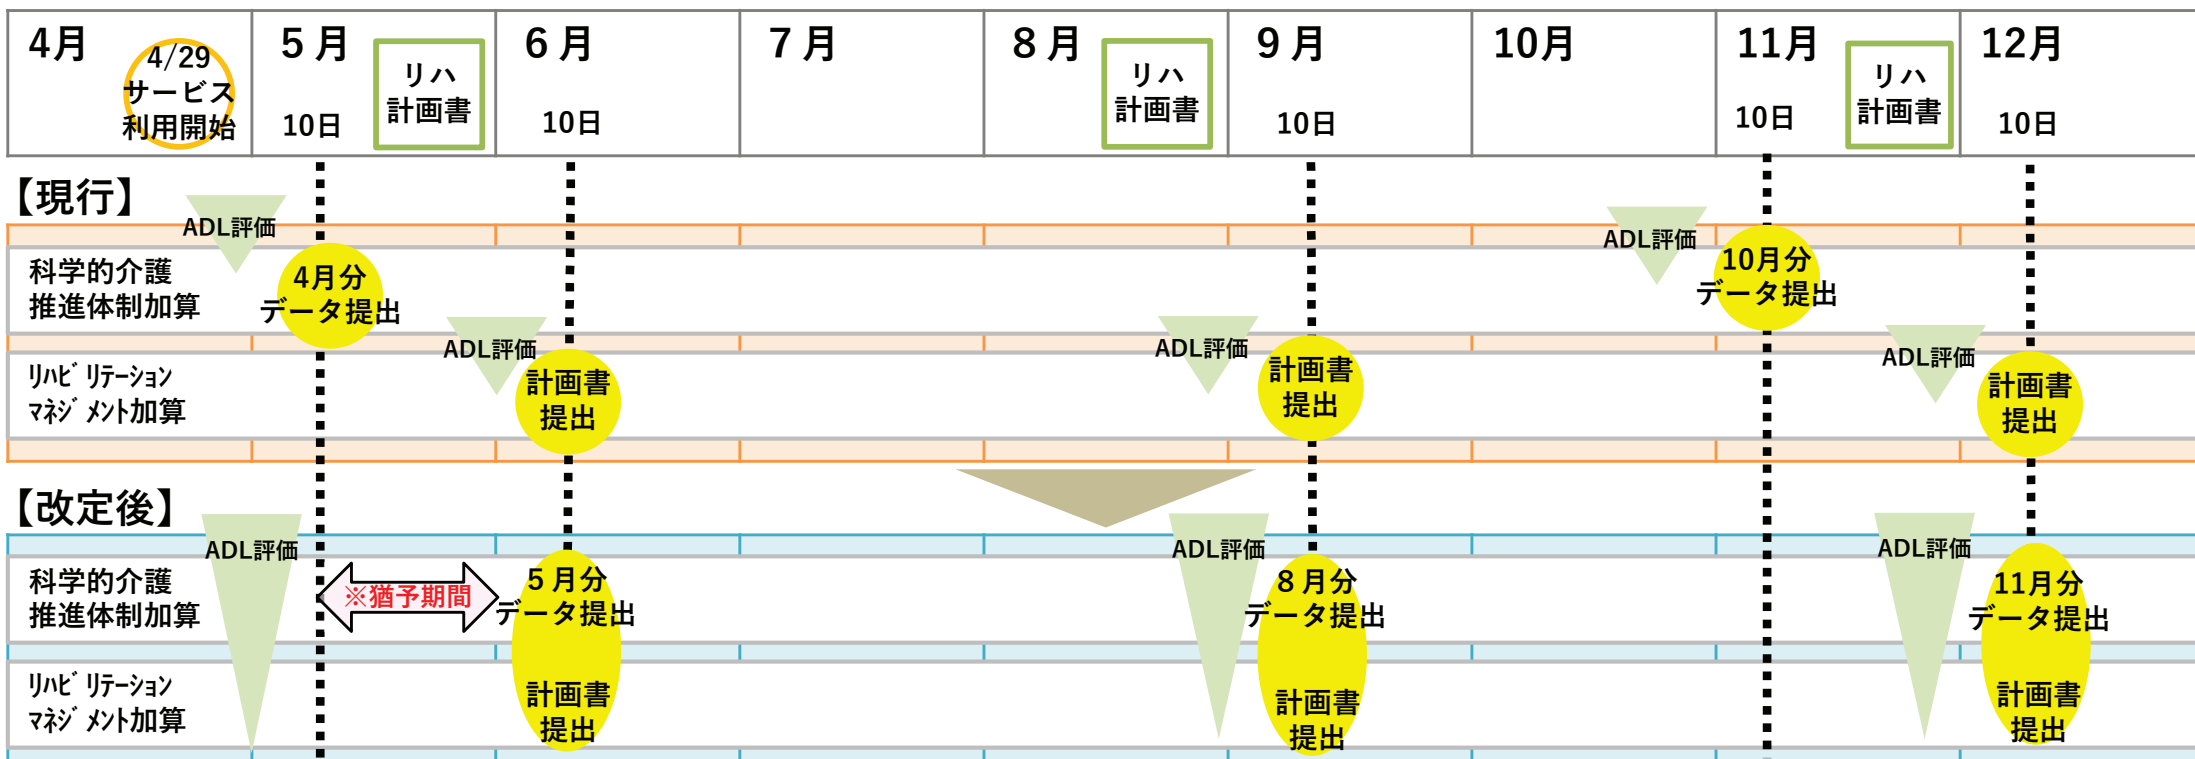 4月
4/29
サービス
利用開始
5月
10日
リハ
計画書
6月
10日
7月
8月
リハ
計画書
9月
10日
10月
11月
10日
リハ
計画書
12月
10日
【現行】
ADL評価
ADL評価
科学的介護
推進体制加算
4月分
データ提出
10月分
データ提出
ADL評価
ADL評価
ADL評価
リハビリテーション
マネジメント加算
計画書
提出
計画書
提出
計画書
提出
【改定後】
ADL評価
ADL評価
ADL評価
科学的介護
推進体制加算
※猶予期間
5月分
データ提出
8月分
データ提出
11月分
データ提出
リハビリテーション
マネジメント加算
計画書
提出
計画書
提出
計画書
提出